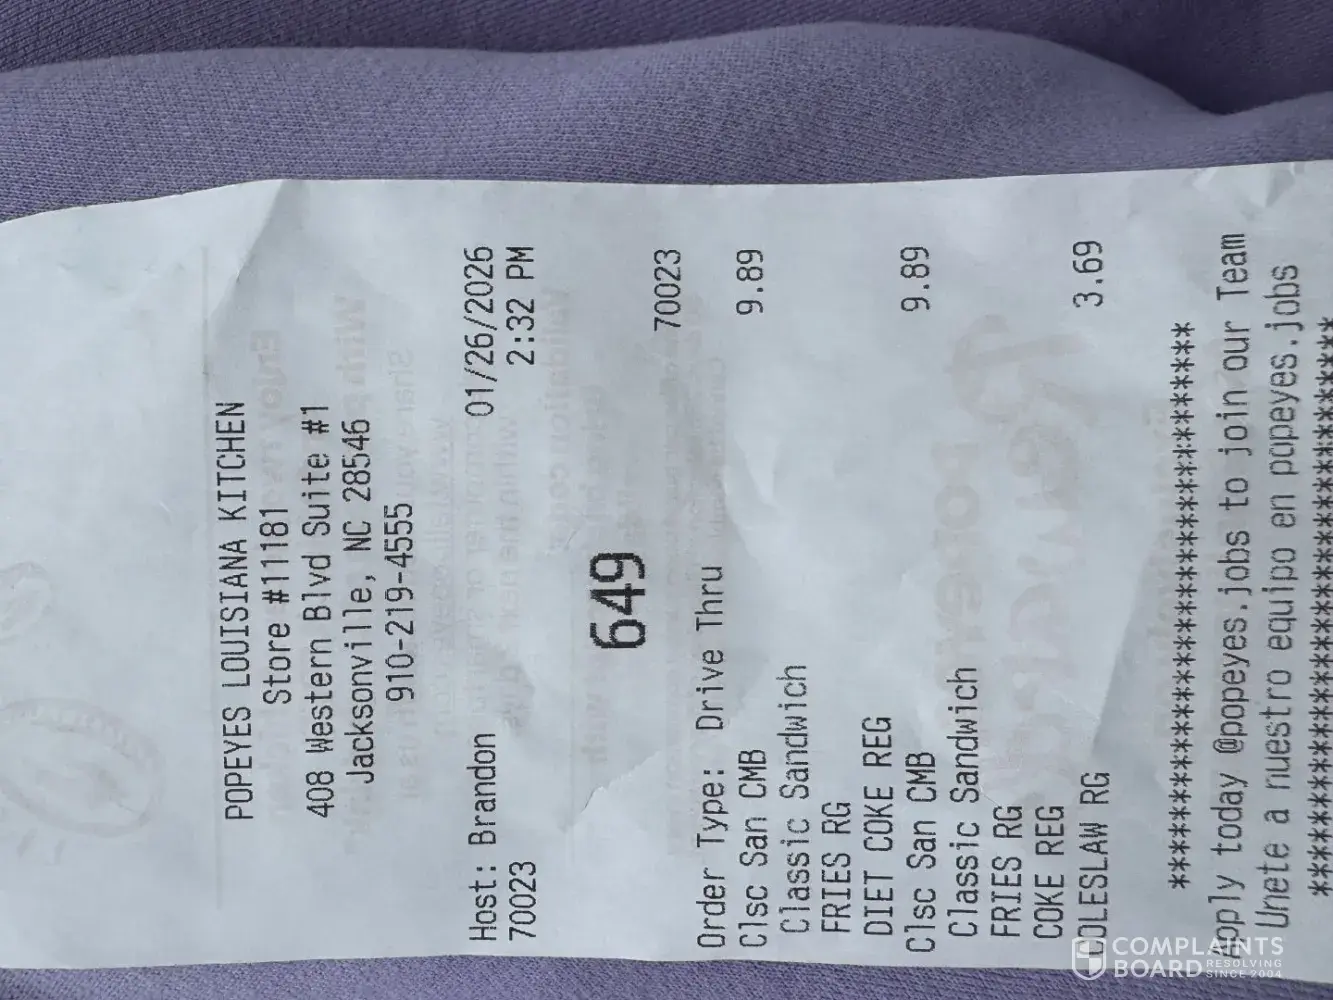 POPEYES LOUISIANA KITCHEN
Store #11181
408 Western Blvd Suite #1
Jacksonville, NC 28546
910-219-4555
Host: Brandon 01/26/2026
70023 2:32 PM
649
70023
Order Type: Drive Thru
Clsc San CMB 9.89
Classic Sandwich
FRIES RG
DIET COKE REG
Clsc San CMB 9.89
Classic Sandwich
FRIES RG
COKE REG
COLESLAW RG 3.69
Apply today @popeyes.jobs to join our Team
Unete a nuestro equipo en popeyes.jobs
COMPLAINTS
BOARD RESOLVING
SINCE 2004